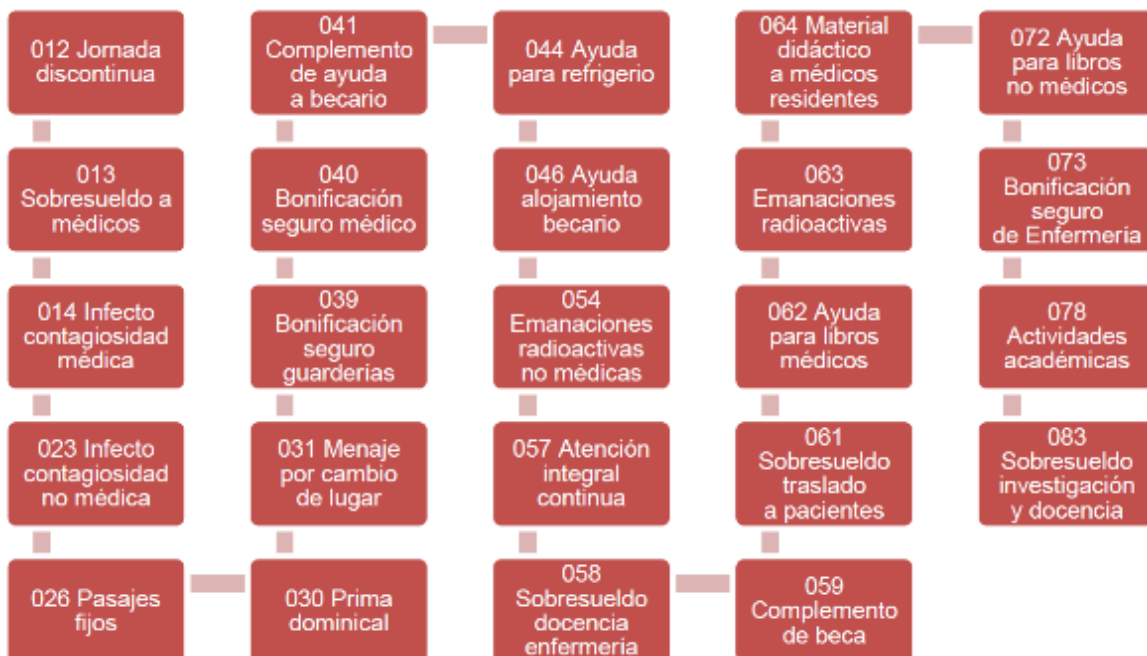 012 Jornada
discontinua
013
Sobresueldo a
médicos
014 Infecto
contagiosidad
médica
023 Infecto
contagiosidad
no médica
026 Pasajes
fijos
030 Prima
dominical
031 Menaje
por cambio
de lugar
039
Bonificación
seguro
guarderías
040
Bonificación
seguro médico
041
Complemento
de ayuda
a becario
044 Ayuda
para refrigerio
046 Ayuda
alojamiento
becario
054
Emanaciones
radioactivas
no médicas
057 Atención
integral
continua
058
Sobresueldo
docencia
enfermería
059
Complemento
de beca
061
Sobresueldo
traslado
a pacientes
062 Ayuda
para libros
médicos
063
Emanaciones
radioactivas
064 Material
didáctico
a médicos
residentes
072 Ayuda
para libros
no médicos
073
Bonificación
seguro
de Enfermería
078
Actividades
académicas
083
Sobresueldo
investigación
y docencia